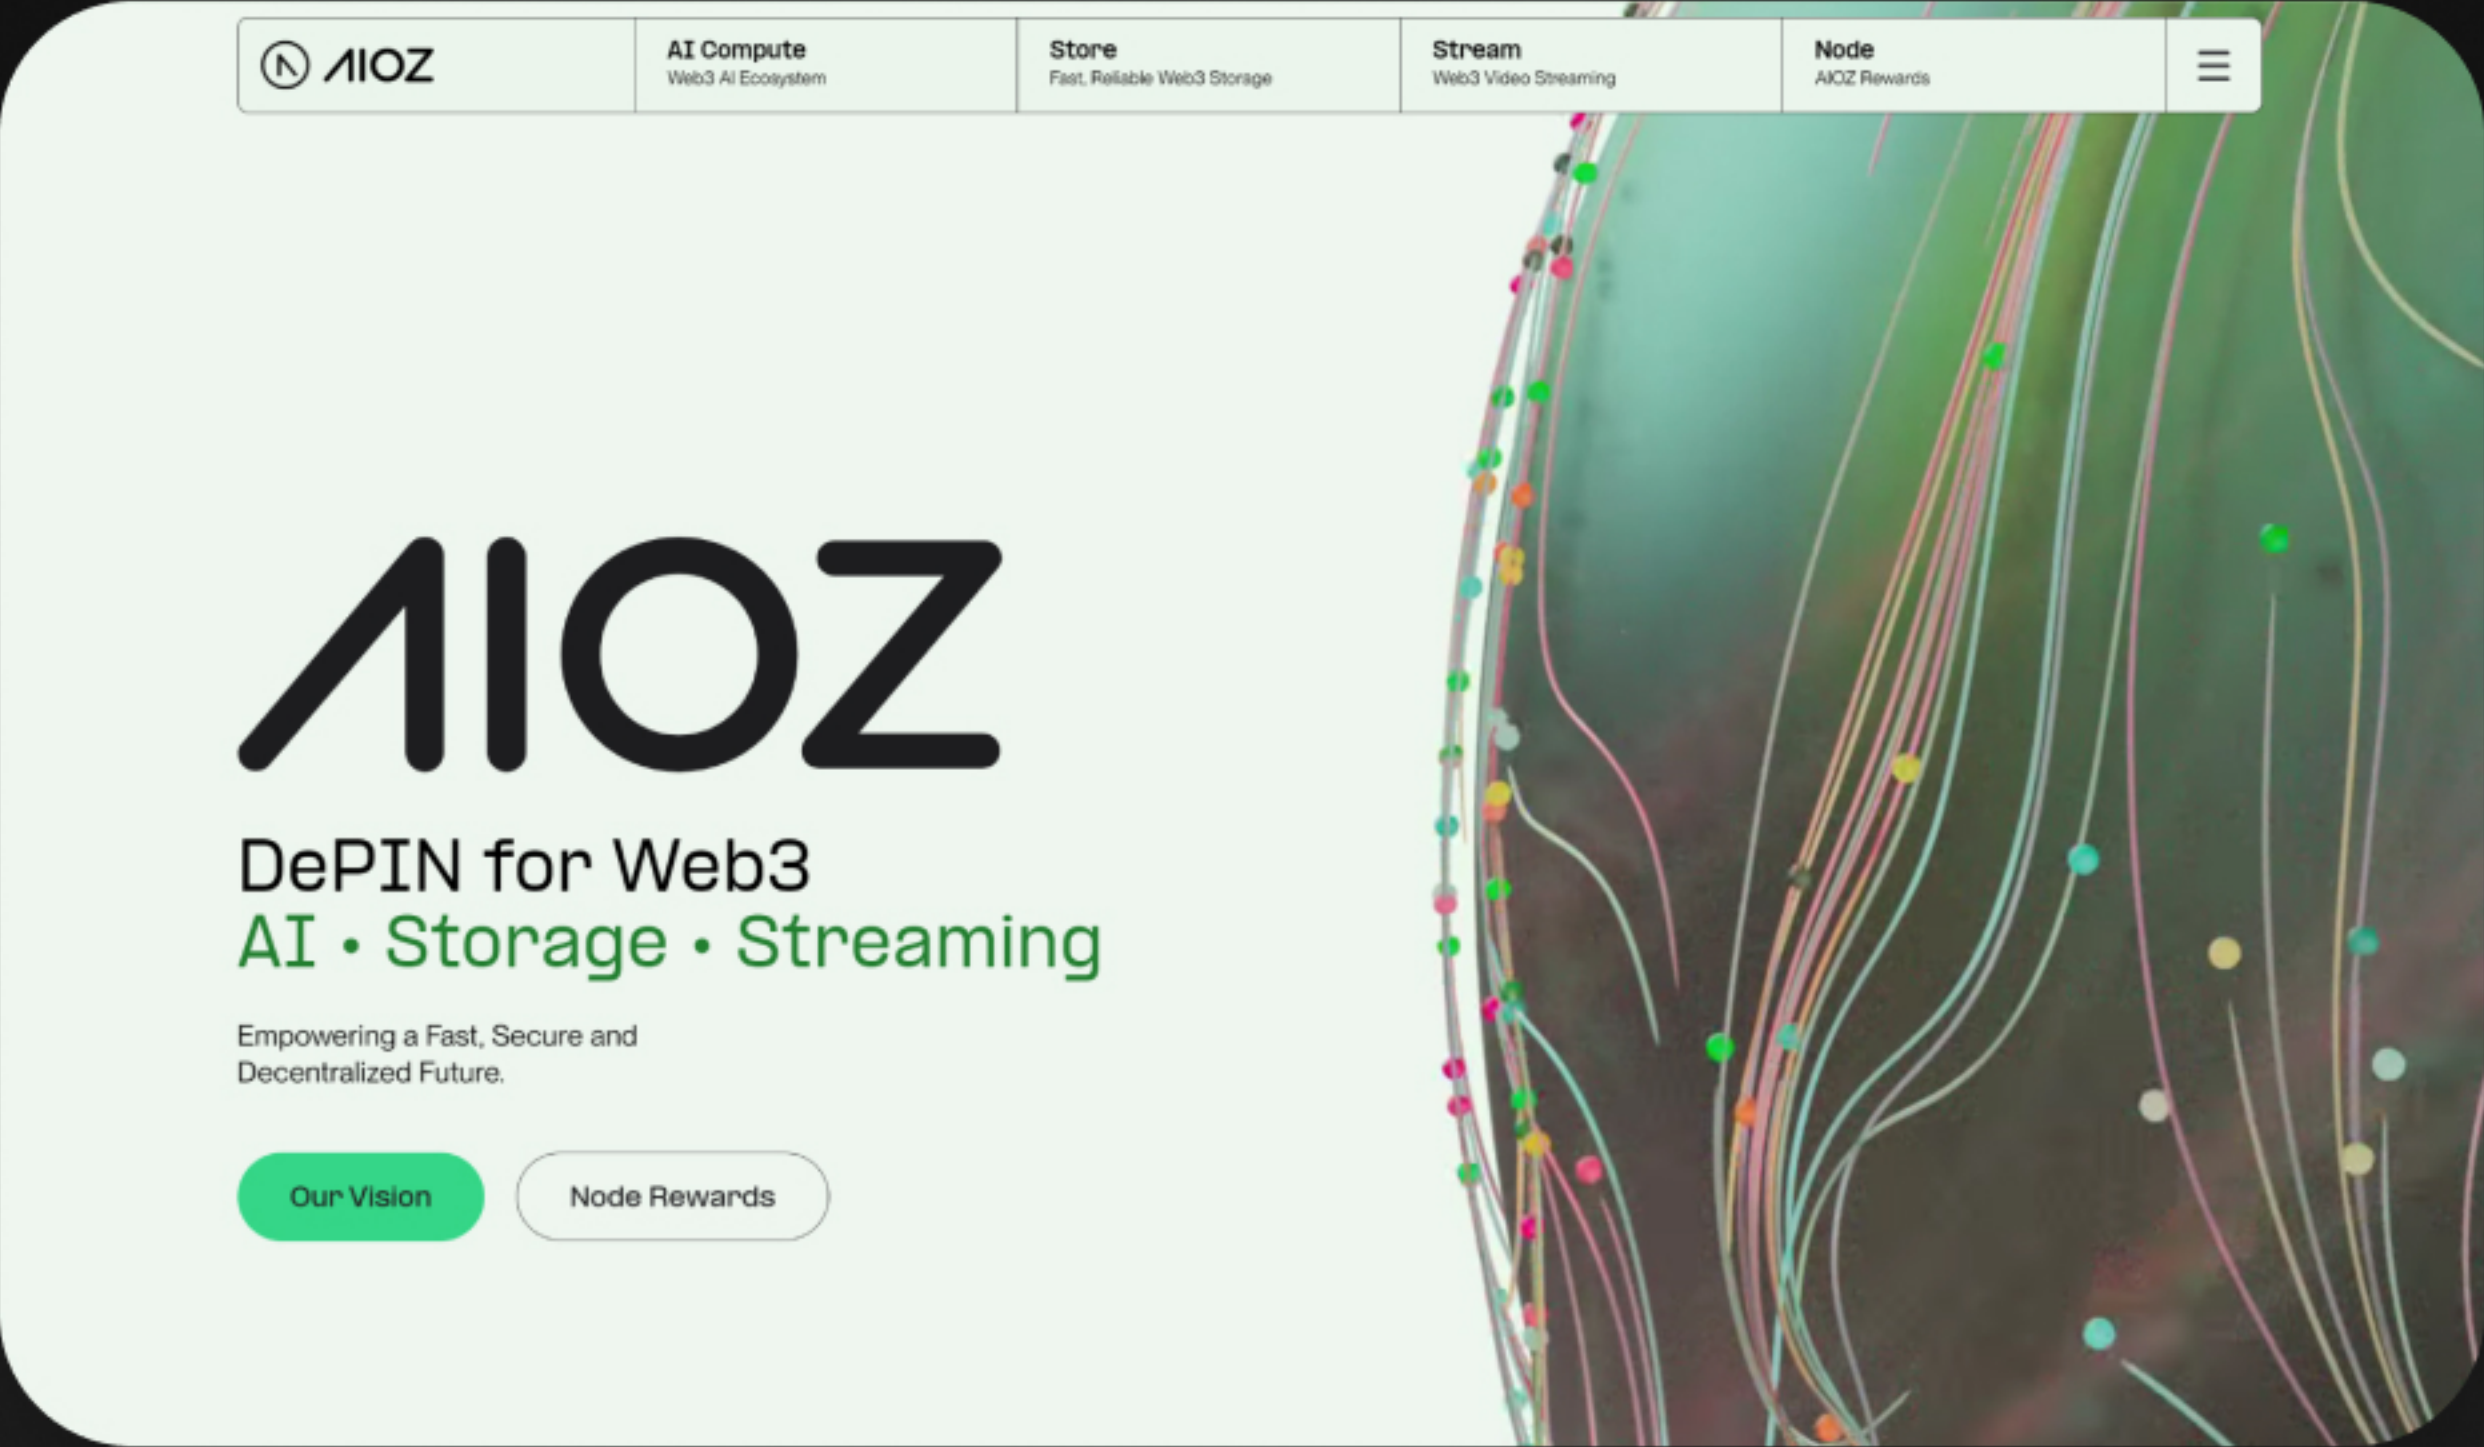 AIOZ
AI Compute
Web3 AI Ecosystem
Store
Fast, Reliable Web3 Storage
Stream
Web3 Video Streaming
Node
AIOZ Rewards
AIOZ
DePIN for Web3
AI • Storage • Streaming
Empowering a Fast, Secure and
Decentralized Future.
Our Vision
Node Rewards